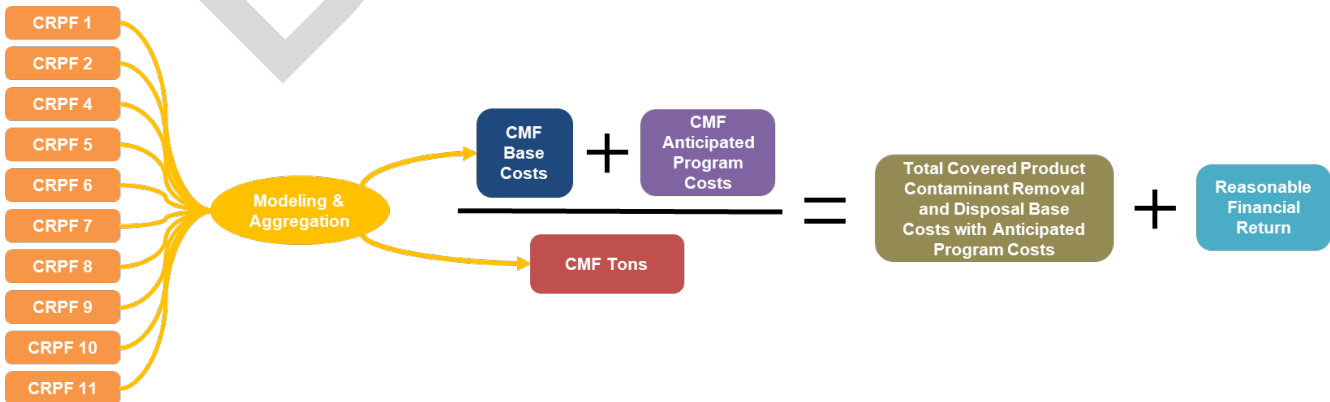 CRPF 1
CRPF 2
CRPF 4
CRPF 5
CRPF 6
CRPF 7
CRPF 8
CRPF 9
CRPF 10
CRPF 11
Modeling &
Aggregation
CMF
Base
Costs
+
CMF
Anticipated
Program
Costs
CMF Tons
=
Total Covered Product
Contaminant Removal
and Disposal Base
Costs with Anticipated
Program Costs
+
Reasonable
Financial
Return